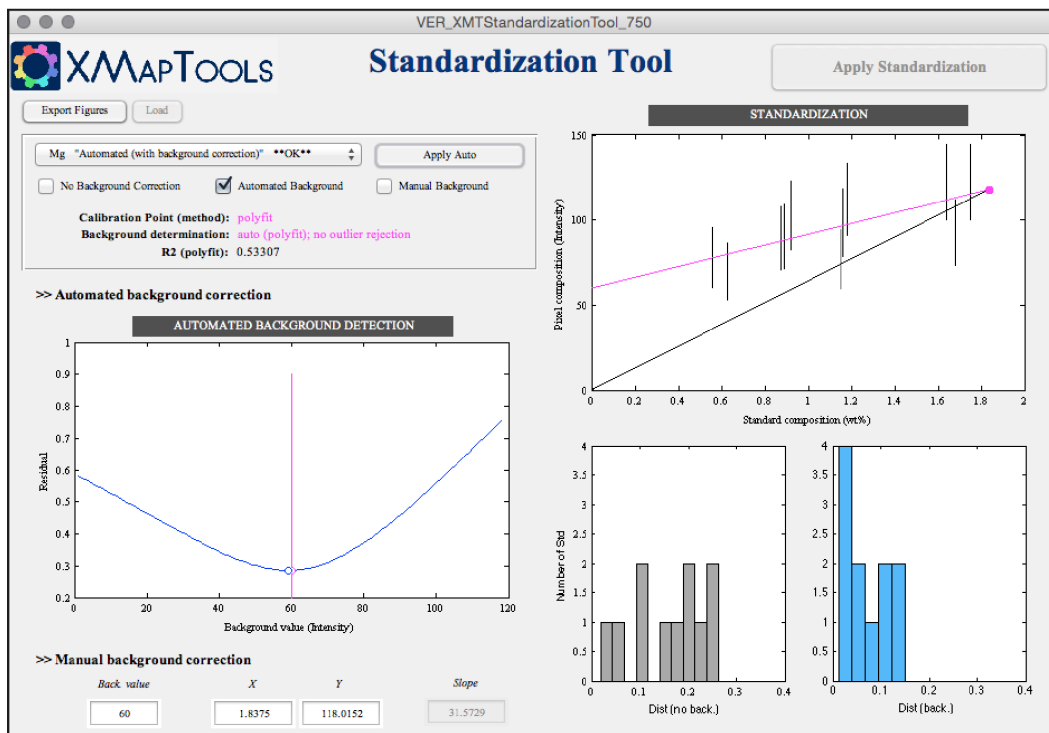 VER_XMTStandardizationTool_750
XMAPTOOLS
Standardization Tool
Apply Standardization
Export Figures
Load
Mg "Automated (with background correction)" **OK**
Apply Auto
No Background Correction
Automated Background
Manual Background
Calibration Point (method): polyfit
Background determination: auto (polyfit); no outlier rejection
R2 (polyfit): 0.53307
>> Automated background correction
AUTOMATED BACKGROUND DETECTION
1
0.9
0.8
0.7
0.6
0.5
0.4
0.3
0.2
Residual
0 20 40 60 80 100 120
Background value (Intensity)
>> Manual background correction
Back. value X Y Slope
60 1.8375 118.0152 31.5729
STANDARDIZATION
150
100
50
0
Pixel composition (Intensity)
0 0.2 0.4 0.6 0.8 1 1.2 1.4 1.6 1.8 2
Standard composition (wt%)
4
3.5
3
2.5
2
1.5
1
0.5
0
Number of Std
0 0.1 0.2 0.3 0.4
Dist (no back.)
4
3.5
3
2.5
2
1.5
1
0.5
0
0 0.1 0.2 0.3 0.4
Dist (back.)